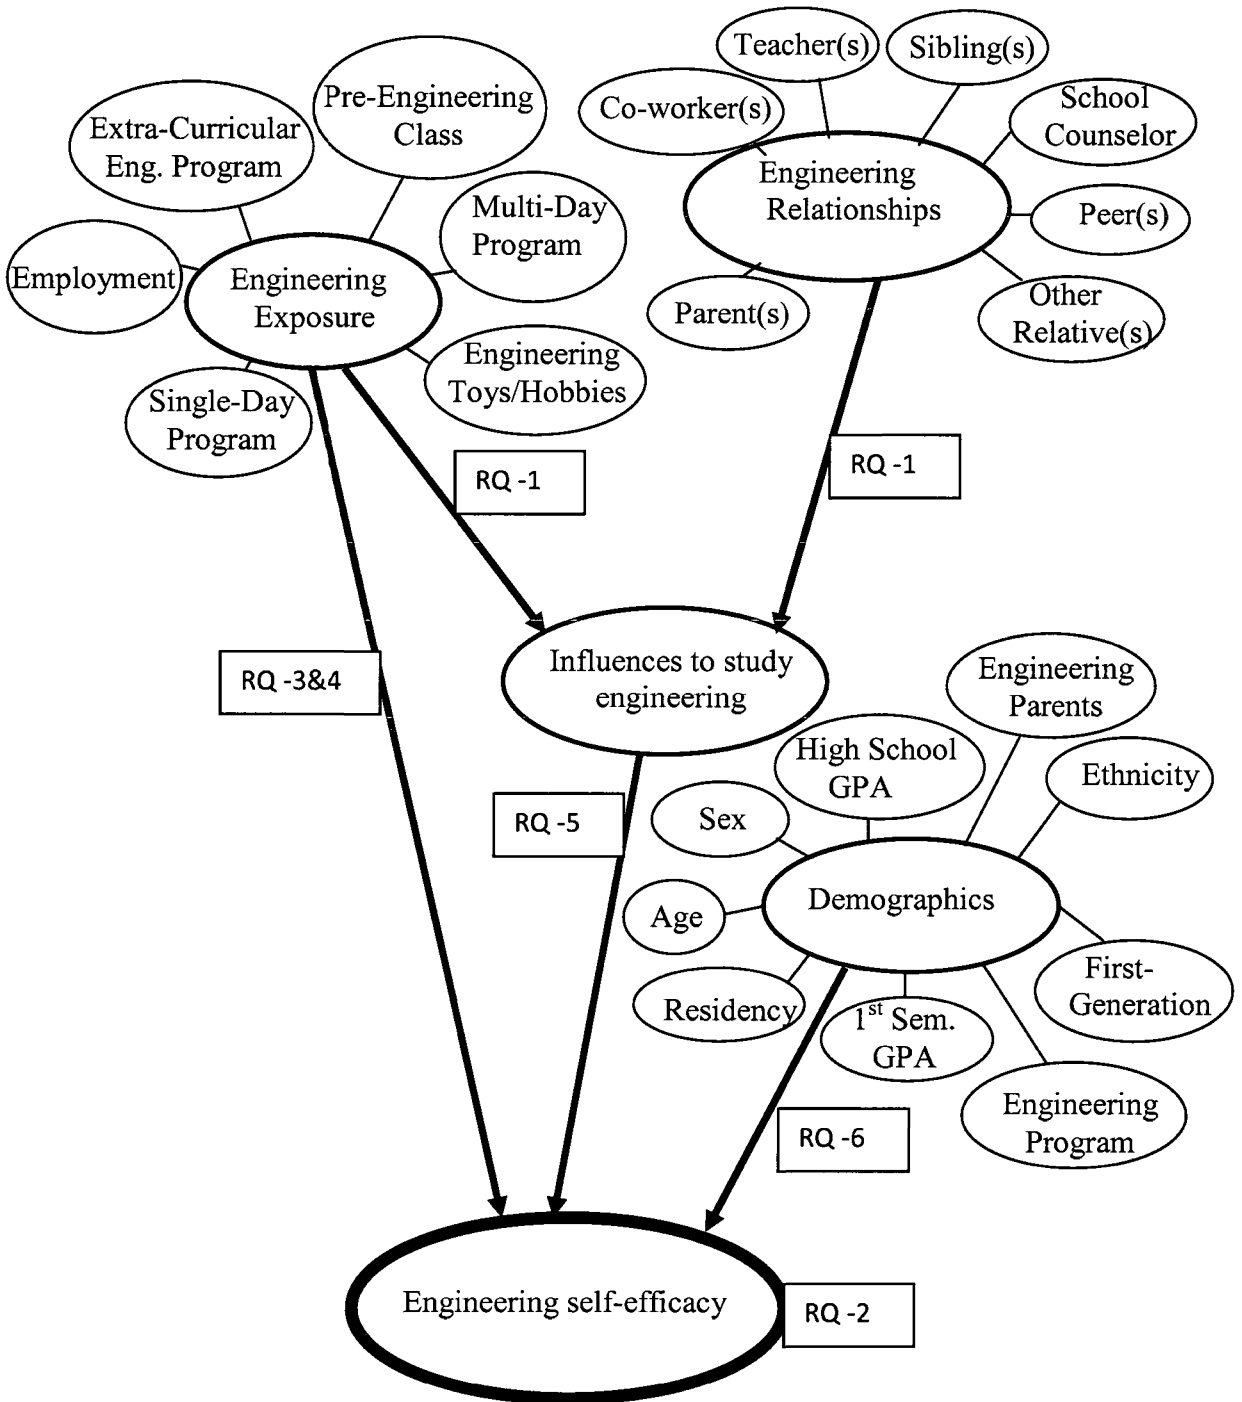 Teacher(s)
Sibling(s)
Co-worker(s)
School
Counselor
Engineering
Relationships
Peer(s)
Other
Relative(s)
Parent(s)
Pre-Engineering
Class
Extra-Curricular
Eng. Program
Multi-Day
Program
Employment
Engineering
Exposure
Engineering
Toys/Hobbies
Single-Day
Program
RQ -1
RQ -1
RQ -3&4
Influences to study
engineering
RQ -5
Engineering
Parents
High School
GPA
Ethnicity
Sex
Demographics
Age
First-
Generation
Residency
1st Sem.
GPA
Engineering
Program
RQ -6
Engineering self-efficacy
RQ -2